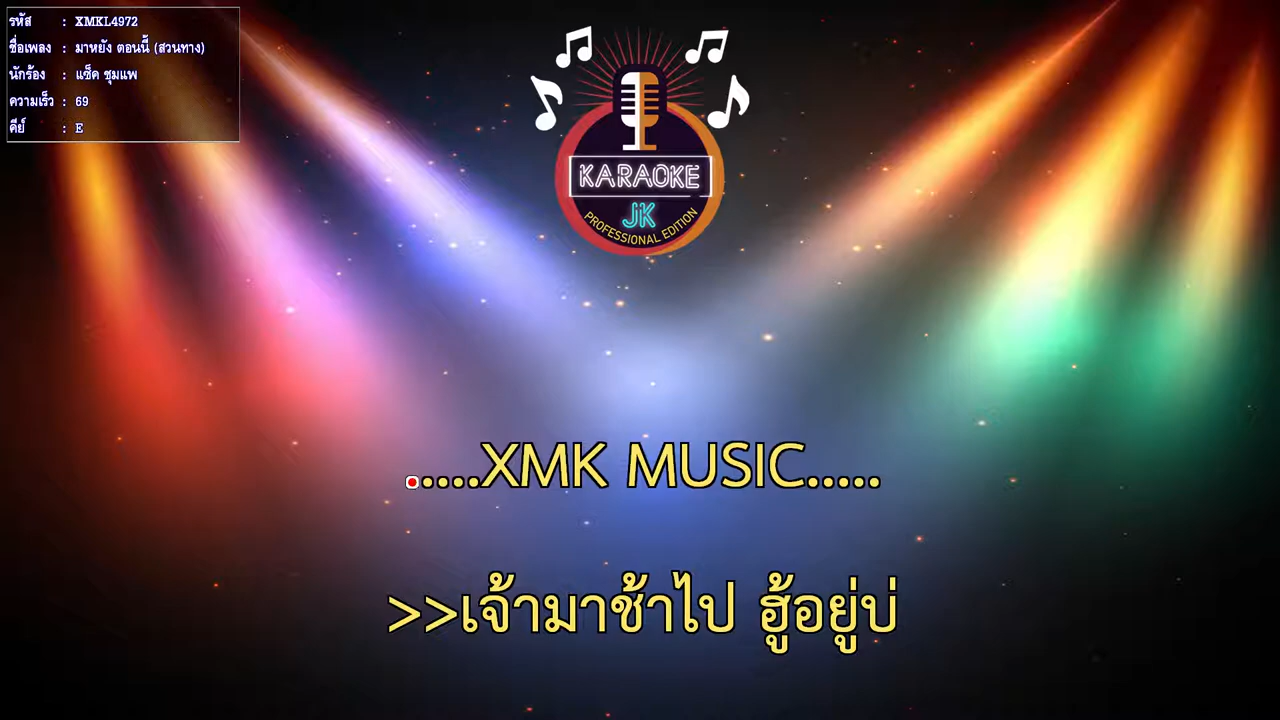 รหัส : XMKL4972
ชื่อเพลง : มาหยัง ตอนนี้ (สวนทาง)
นักร้อง : แซ็ค ชุมแพ
ความเร็ว : 69
คีย์ : E
KARAOKE
JK
PROFESSIONAL EDITION
.....XMK MUSIC.....
>>เจ้ามาช้าไป ฮู้อยู่บ่